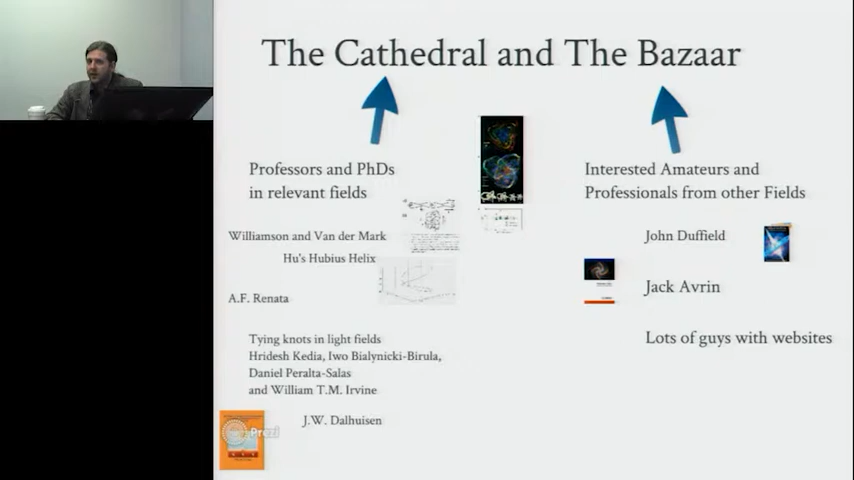 The Cathedral and The Bazaar
Professors and PhDs
in relevant fields
Williamson and Van der Mark
Hu's Hubius Helix
A.F. Renata
Tying knots in light fields
Hridesh Kedia, Iwo Bialynicki-Birula,
Daniel Peralta-Salas
and William T.M. Irvine
J.W. Dalhuisen
Prezi
Interested Amateurs and
Professionals from other Fields
John Duffield
Jack Avrin
Lots of guys with websites